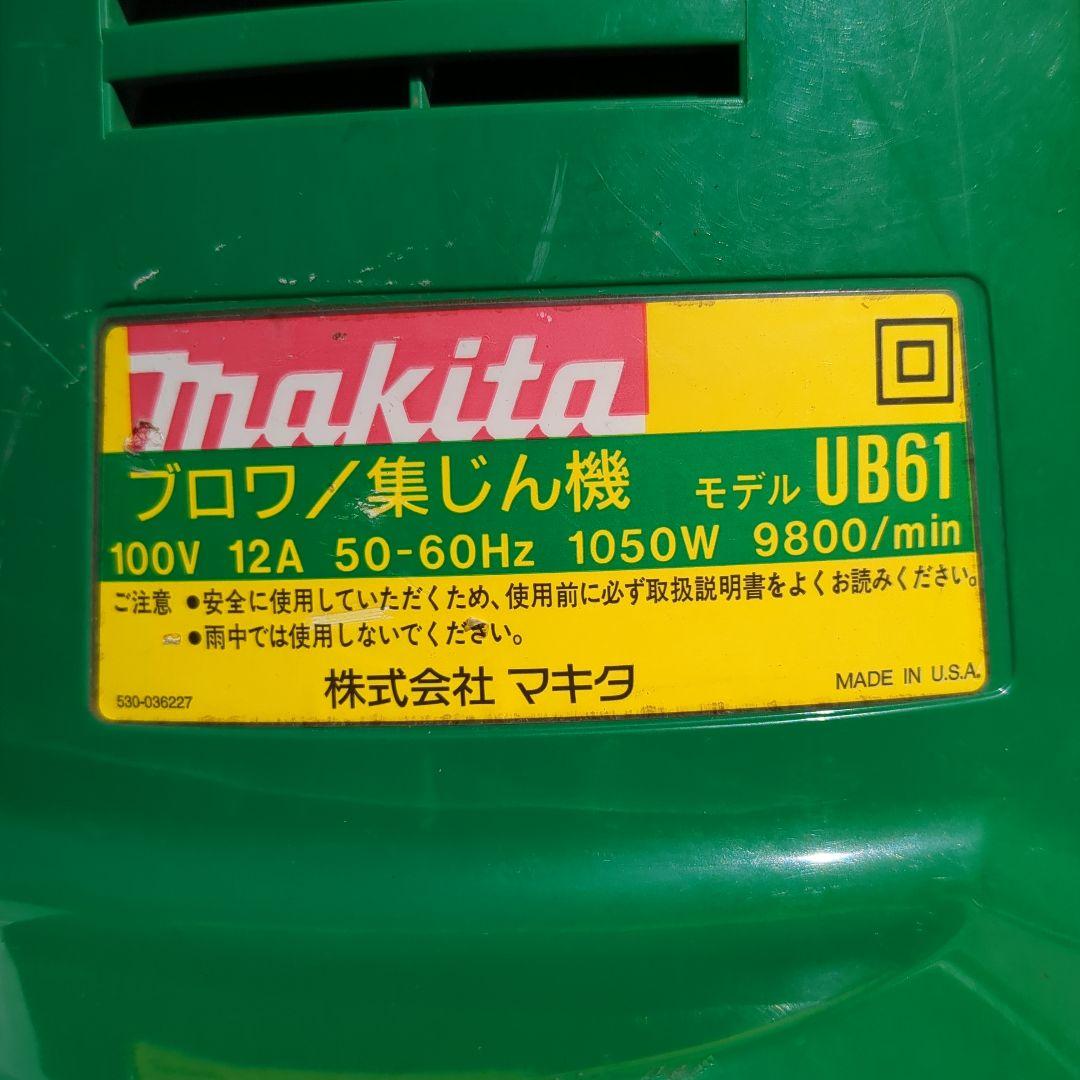 makita
ブロワ／集じん機 モデル UB61
100V 12A 50-60Hz 1050W 9800/min
ご注意 ●安全に使用していただくため、使用前に必ず取扱説明書をよくお読みください。
●雨中では使用しないでください。
株式会社 マキタ
MADE IN U.S.A.
530-036227